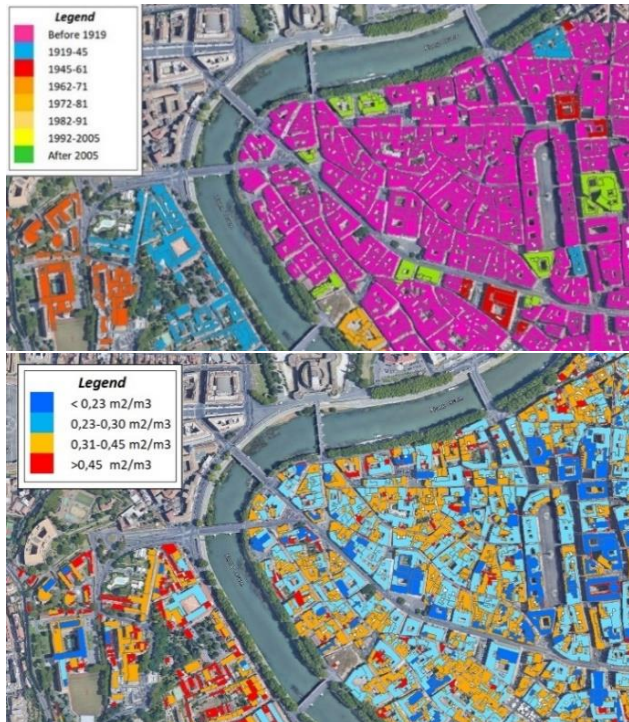 Legend
Before 1919
1919-45
1945-61
1962-71
1972-81
1982-91
1992-2005
After 2005
Legend
< 0,23 m2/m3
0,23-0,30 m2/m3
0,31-0,45 m2/m3
>0,45 m2/m3